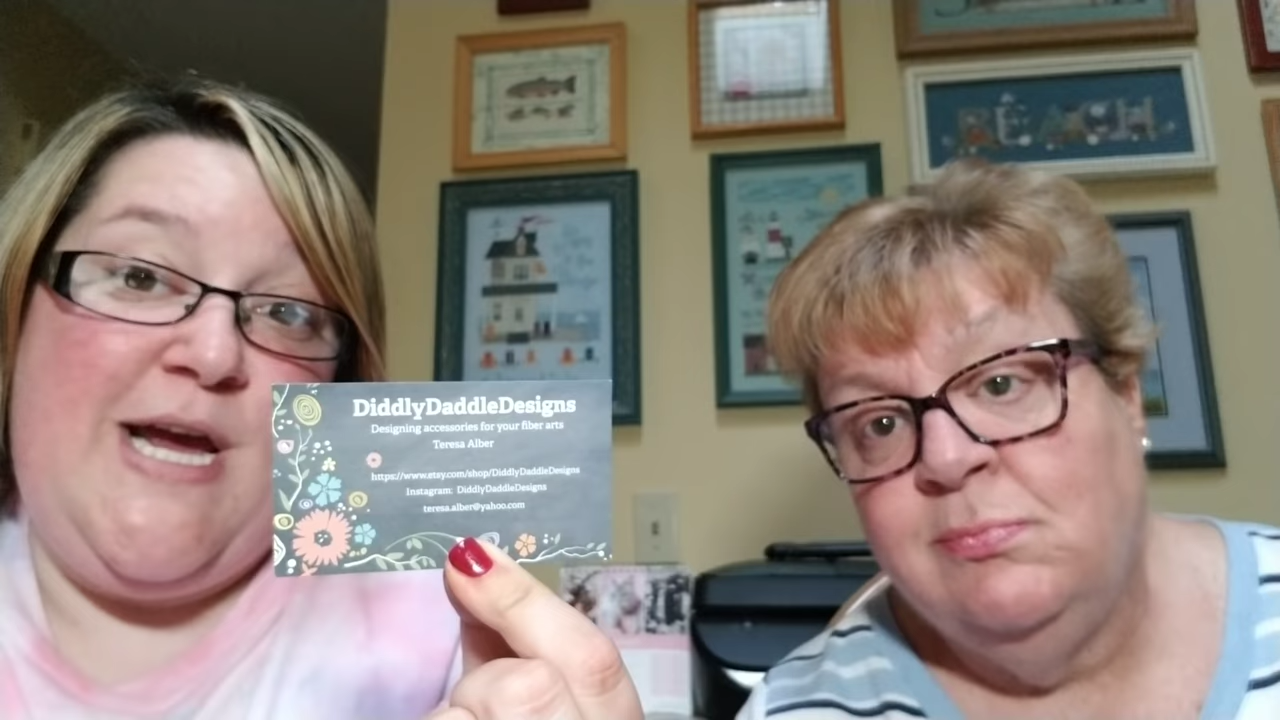 BEACH
DiddlyDaddleDesigns
Designing accessories for your fiber arts
Teresa Alber
https://www.etsy.com/shop/DiddlyDaddleDesigns
Instagram: DiddlyDaddleDesigns
teresa.alber@yahoo.com